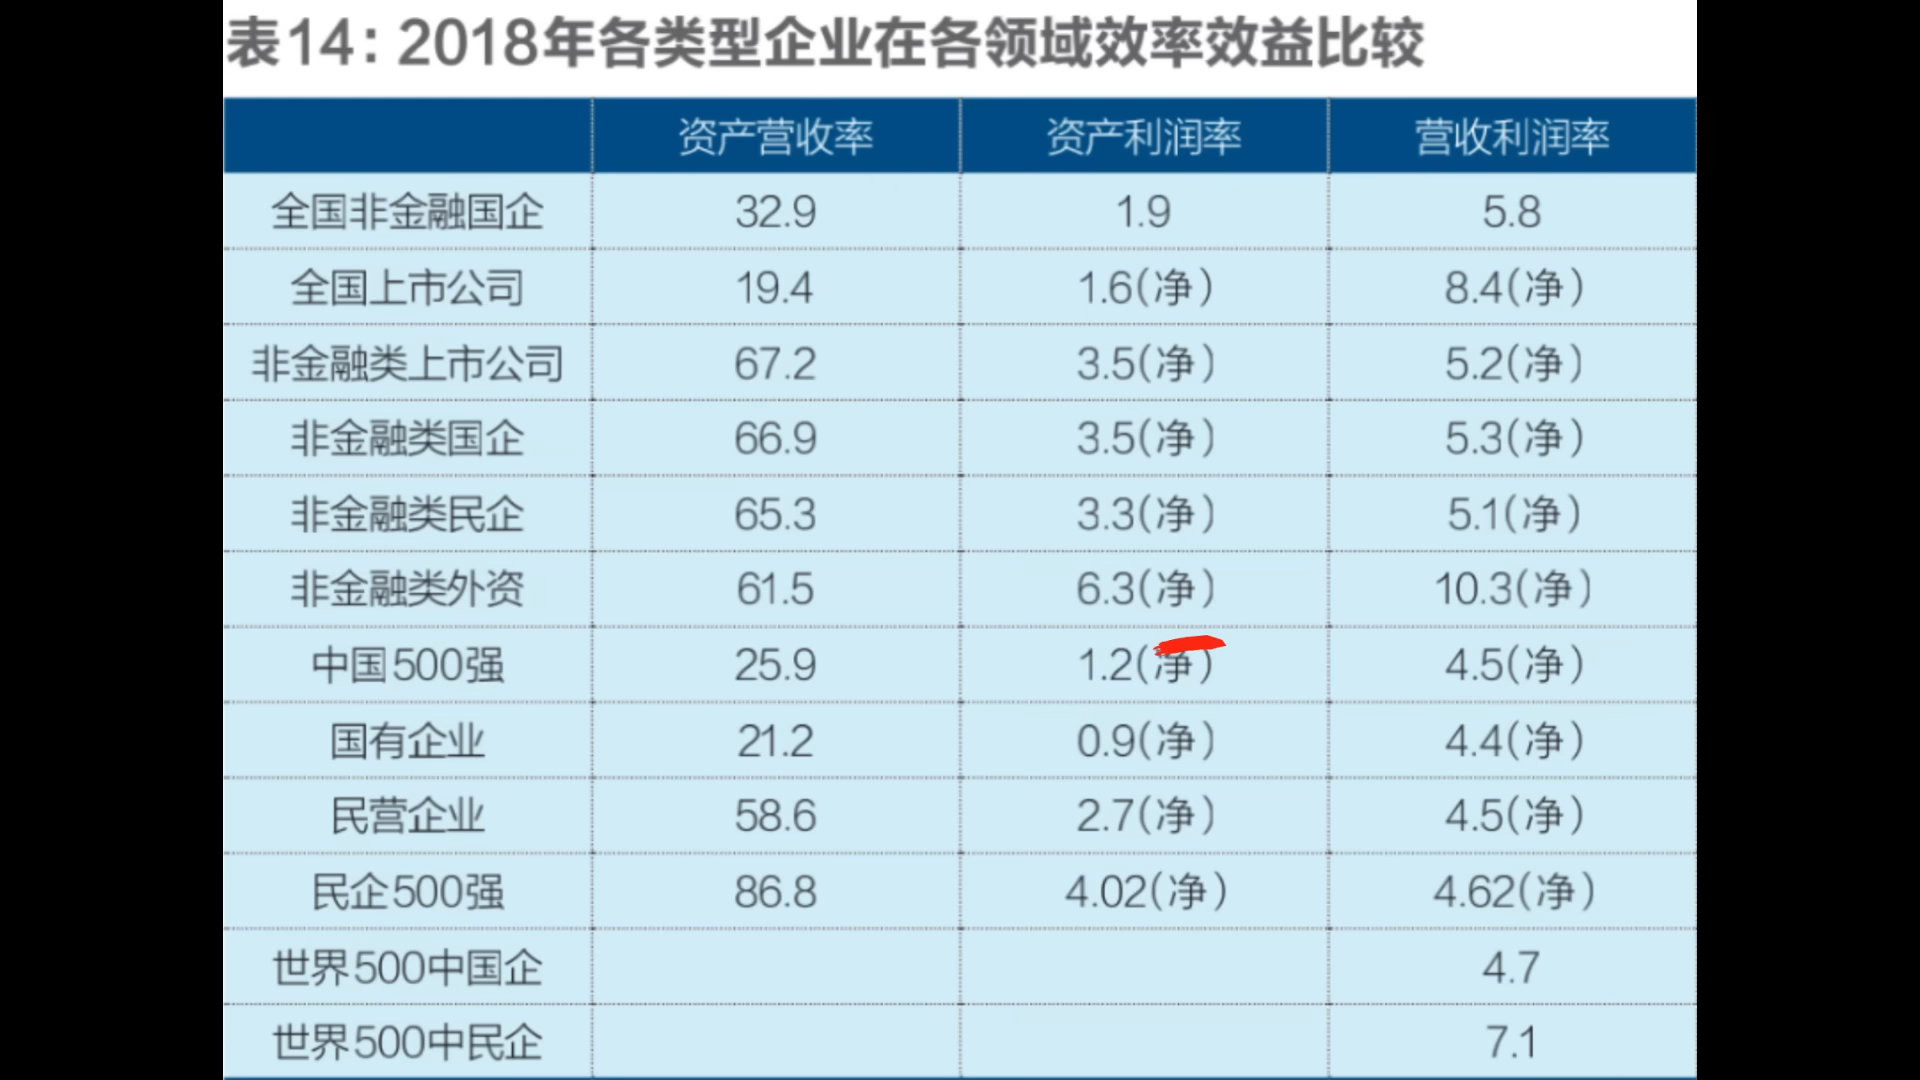 表14：2018年各类型企业在各领域效率效益比较
资产营收率 资产利润率 营收利润率
全国非金融国企 32.9 1.9 5.8
全国上市公司 19.4 1.6(净) 8.4(净)
非金融类上市公司 67.2 3.5(净) 5.2(净)
非金融类国企 66.9 3.5(净) 5.3(净)
非金融类民企 65.3 3.3(净) 5.1(净)
非金融类外资 61.5 6.3(净) 10.3(净)
中国500强 25.9 1.2(净) 4.5(净)
国有企业 21.2 0.9(净) 4.4(净)
民营企业 58.6 2.7(净) 4.5(净)
民企500强 86.8 4.02(净) 4.62(净)
世界500中国企 4.7
世界500中民企 7.1